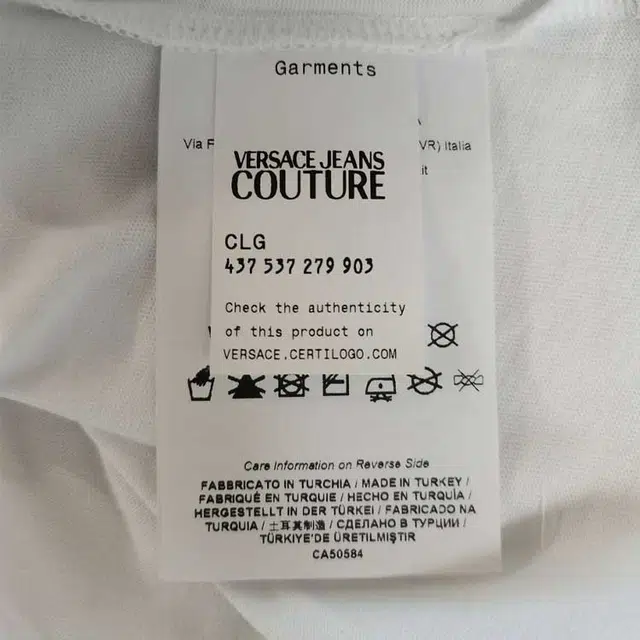 Garments
Via
VR) Italia
it
VERSACE JEANS
COUTURE
CLG
437 537 279 903
Check the authenticity
of this product on
VERSACE.CERTILOGO.COM
Care Information on Reverse Side
FABBRICATO IN TURCHIA / MADE IN TURKEY /
FABRIQUÉ EN TURQUIE / HECHO EN TURQUÍA /
HERGESTELLT IN DER TÜRKEI / FABRICADO NA
TURQUIA / 土耳其制造 / СДЕЛАНО В ТУРЦИИ /
TÜRKİYE'DE ÜRETİLMİŞTİR
CA50584